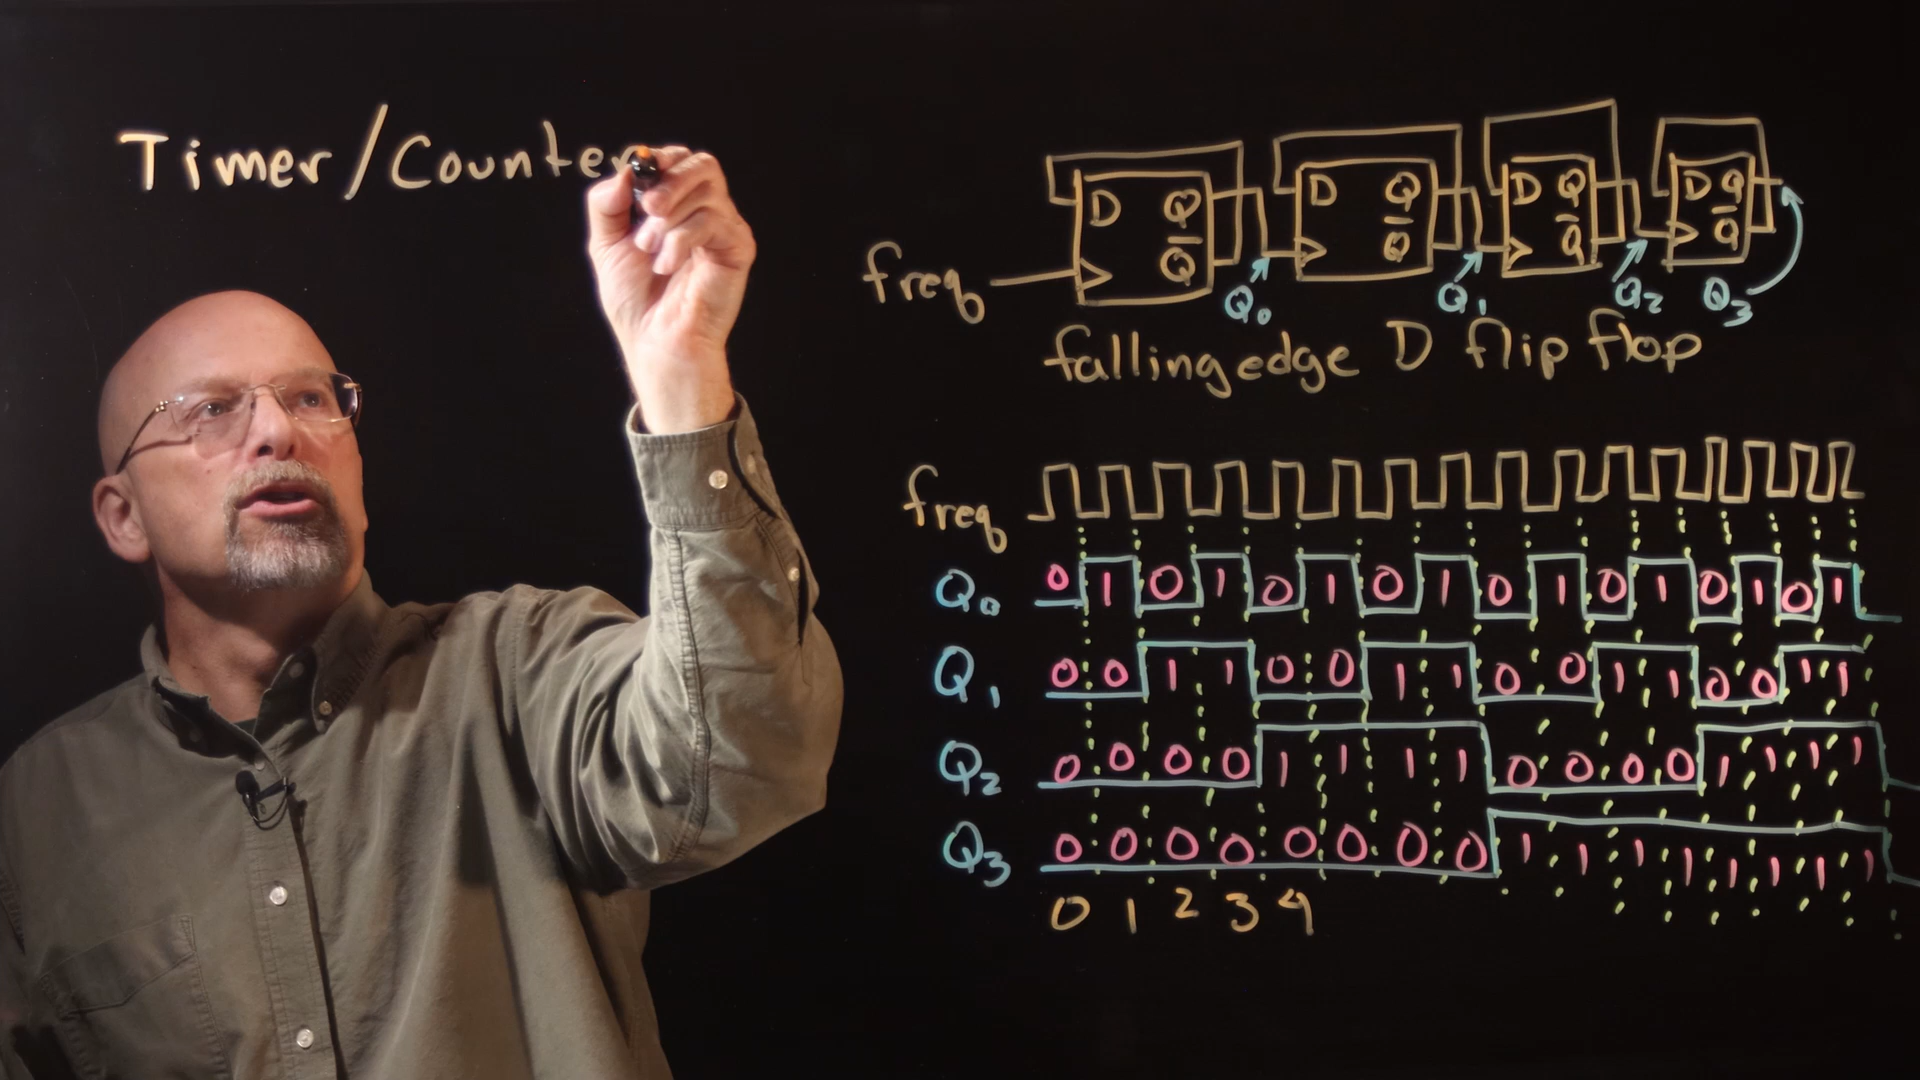 Timer/Counter
D Q Q D Q Q D Q Q D Q Q
freq
Q0 Q1 Q2 Q3
falling edge D flip flop
freq
Q0 0 1 0 1 0 1 0 1 0 1 0 1 0 1 0 1
Q1 0 0 1 1 0 0 1 1 0 0 1 1 0 0 1 1
Q2 0 0 0 0 1 1 1 1 0 0 0 0 1 1 1 1
Q3 0 0 0 0 0 0 0 0 1 1 1 1 1 1 1 1
0 1 2 3 4